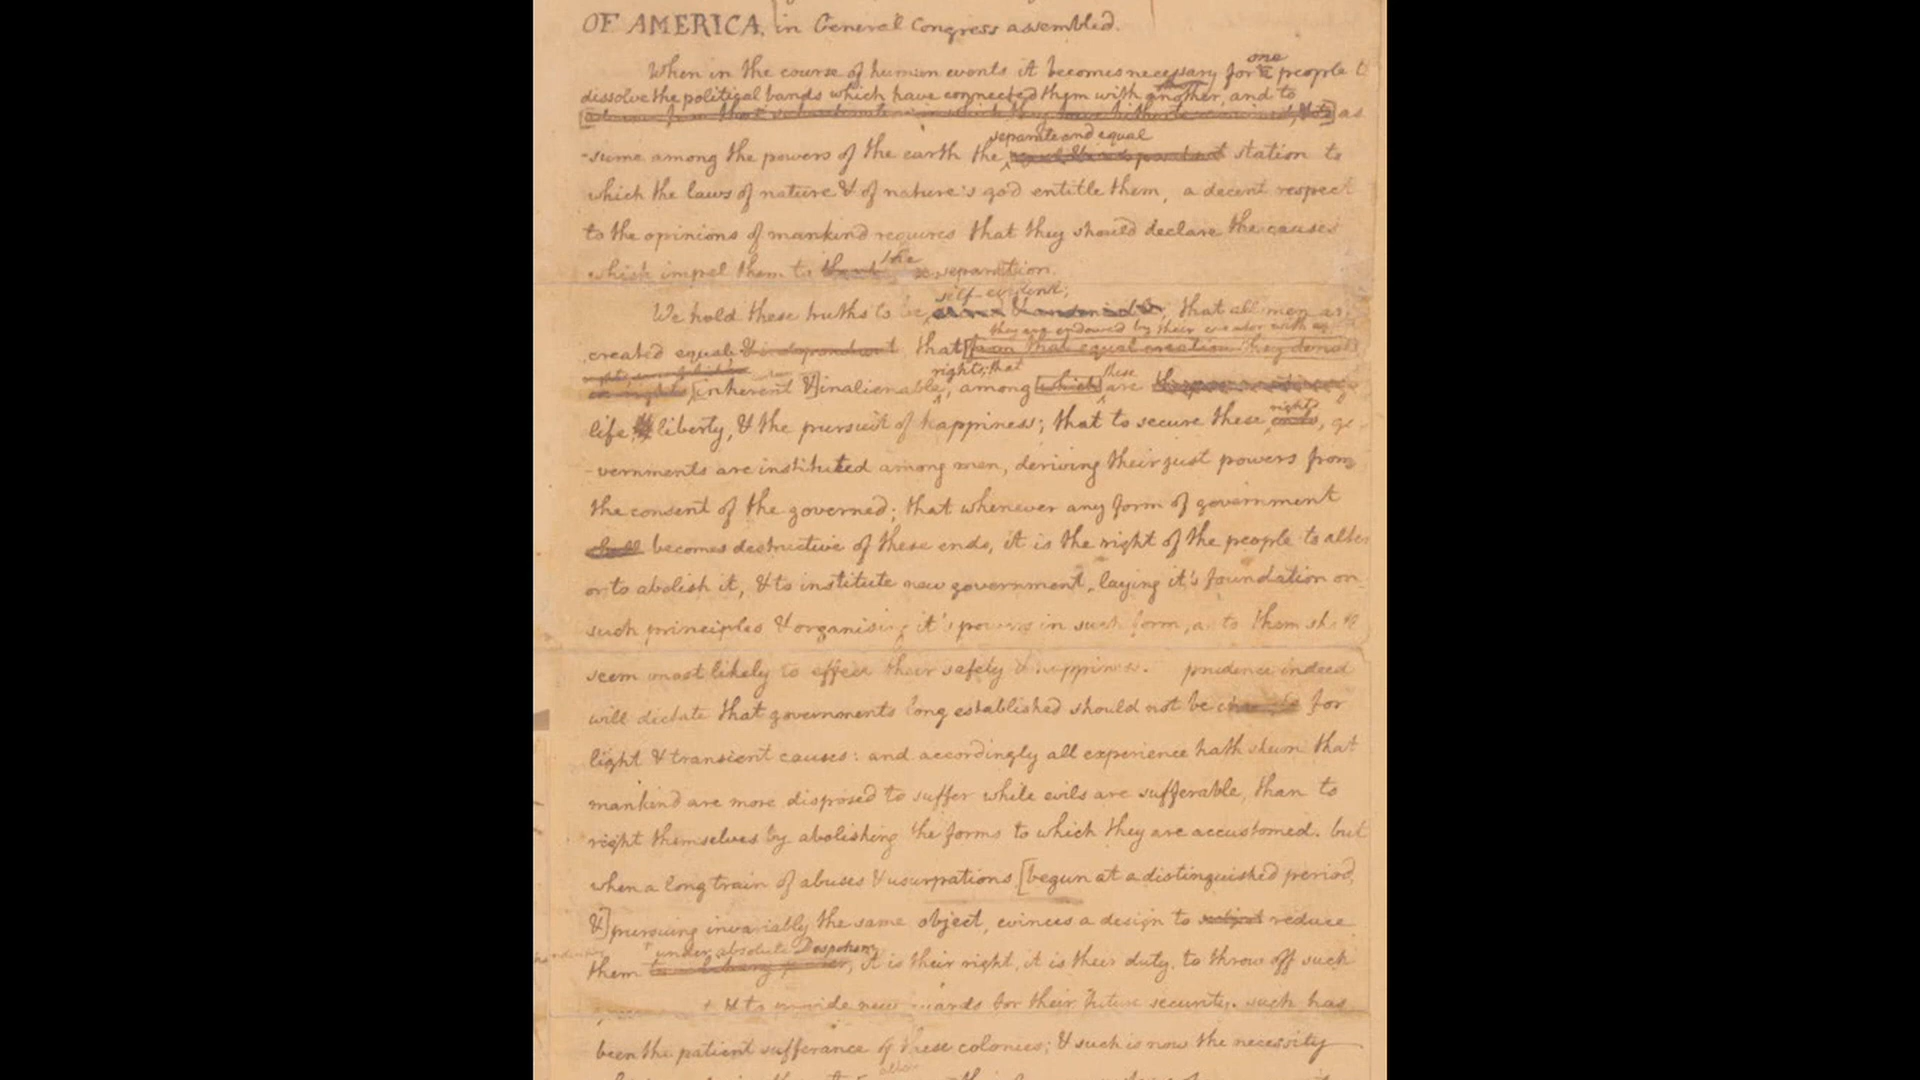 OF AMERICA, in General Congress assembled.
When in the course of human events it becomes necessary for one people t
dissolve the political bands which have connected them with another, and to
as
separate and equal
-sume among the powers of the earth the station to
which the laws of nature & of nature's god entitle them, a decent respect
to the opinions of mankind requires that they should declare the causes
which impel them to the separation.
self-evident;
We hold these truths to be that all men ar
they are endowed by their creator with
created equal & independent that from that equal creation they derive
rights; that these
in rights [inherent &] inalienable, among which are
rights
life, liberty, & the pursuit of happiness; that to secure these ends, go
-vernments are instituted among men, deriving their just powers from
the consent of the governed; that whenever any form of government
shall becomes destructive of these ends, it is the right of the people to alter
or to abolish it, & to institute new government, laying it's foundation on
such principles & organising it's powers in such form, as to them shall
seem most likely to effect their safety & happiness. prudence indeed
will dictate that governments long established should not be for
light & transient causes: and accordingly all experience hath shewn that
mankind are more disposed to suffer while evils are sufferable, than to
right themselves by abolishing the forms to which they are accustomed. but
when a long train of abuses & usurpations [begun at a distinguished period,
&] pursuing invariably the same object, evinces a design to subject reduce
under absolute Despotism
them it is their right, it is their duty, to throw off such
& to provide new guards for their future security. such has
been the patient sufferance of these colonies; & such is now the necessity